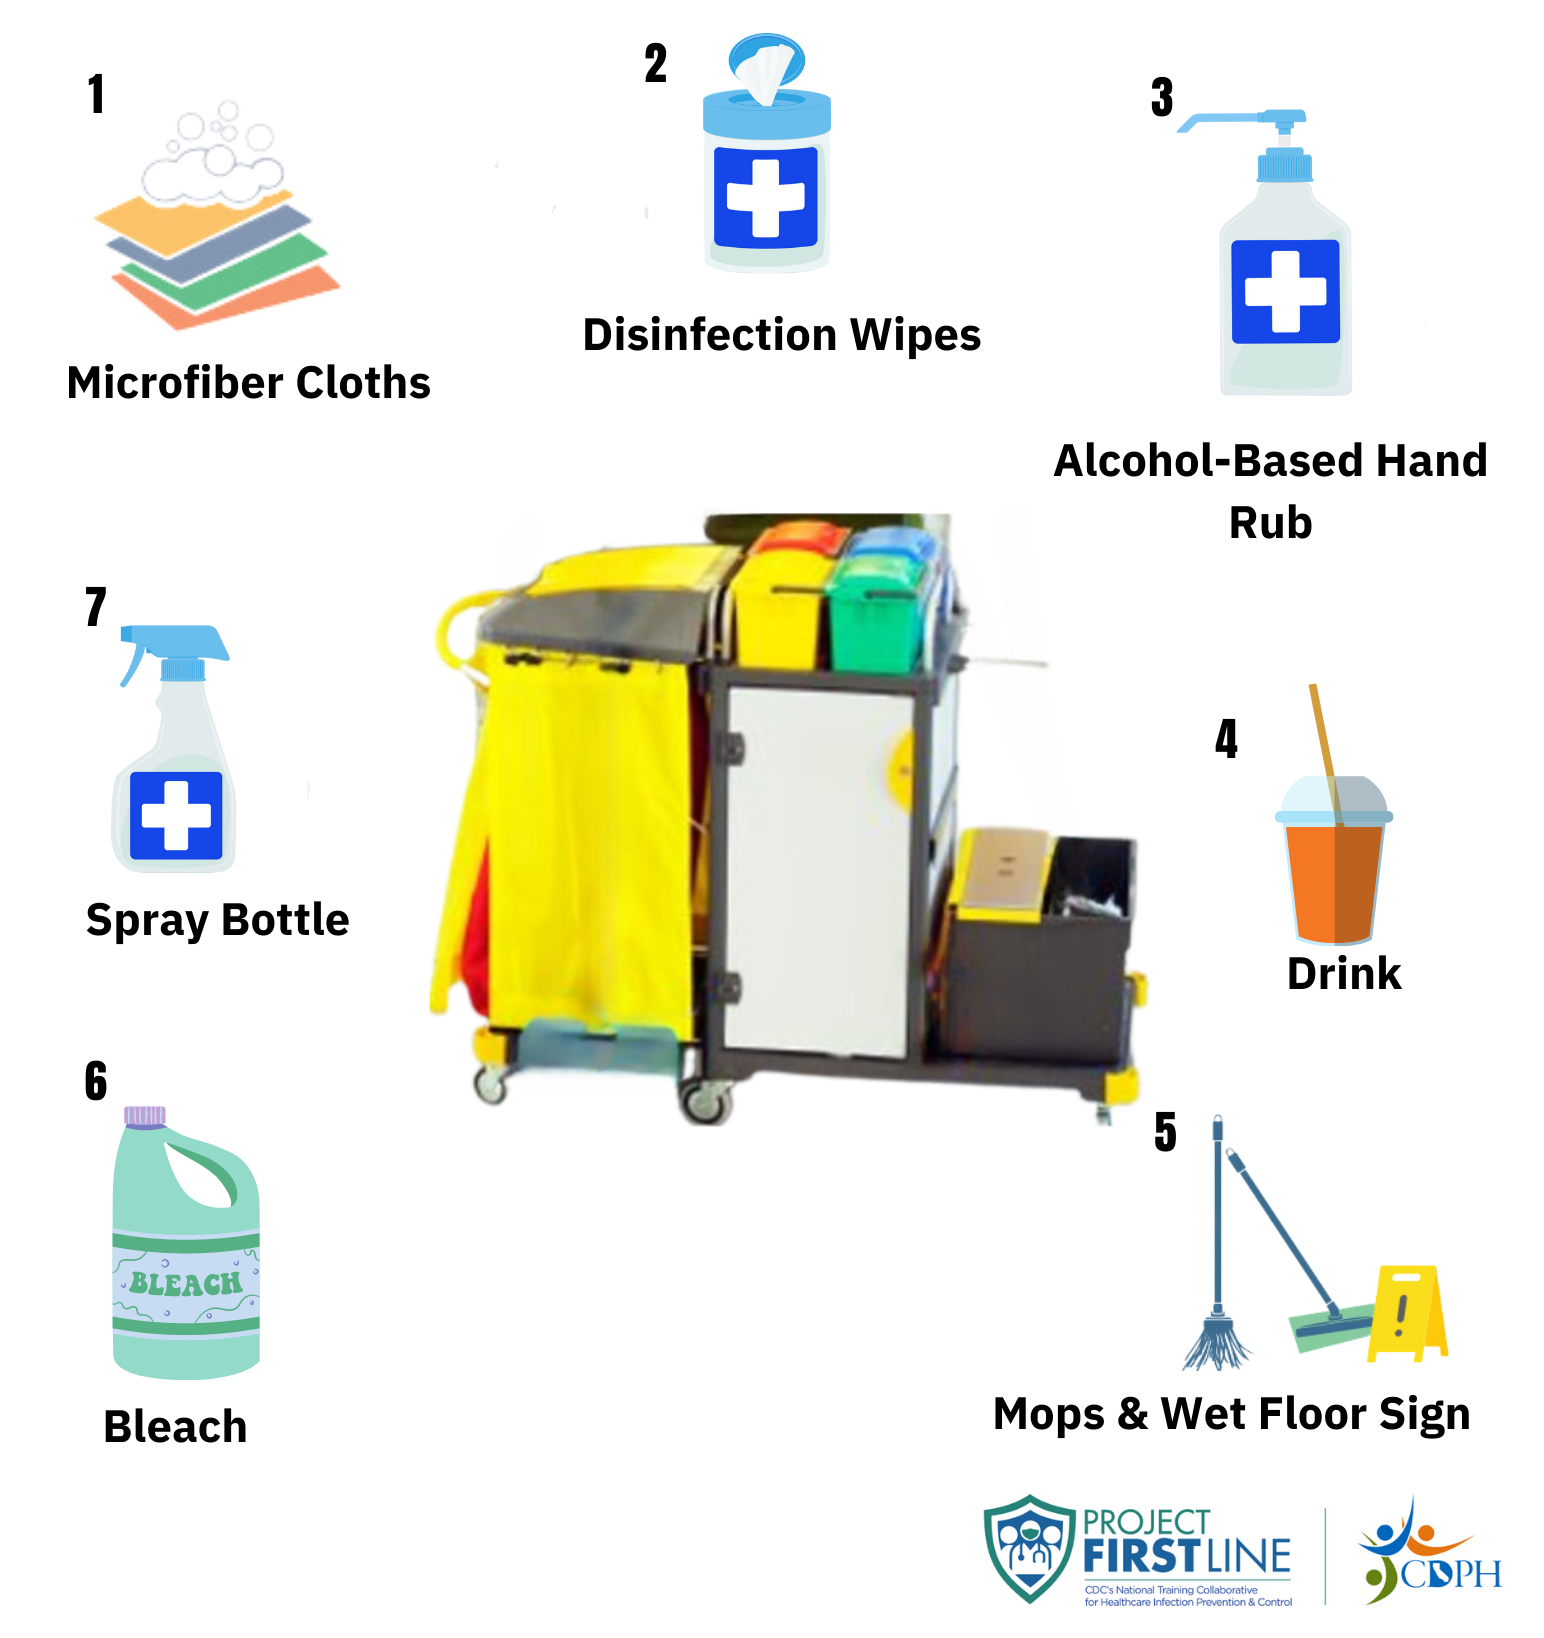 1
Microfiber Cloths
2
Disinfection Wipes
3
Alcohol-Based Hand
Rub
4
Drink
5
!
Mops & Wet Floor Sign
6
BLEACH
Bleach
7
Spray Bottle
PROJECT
FIRSTLINE
CDC's National Training Collaborative
for Healthcare Infection Prevention & Control
CDPH